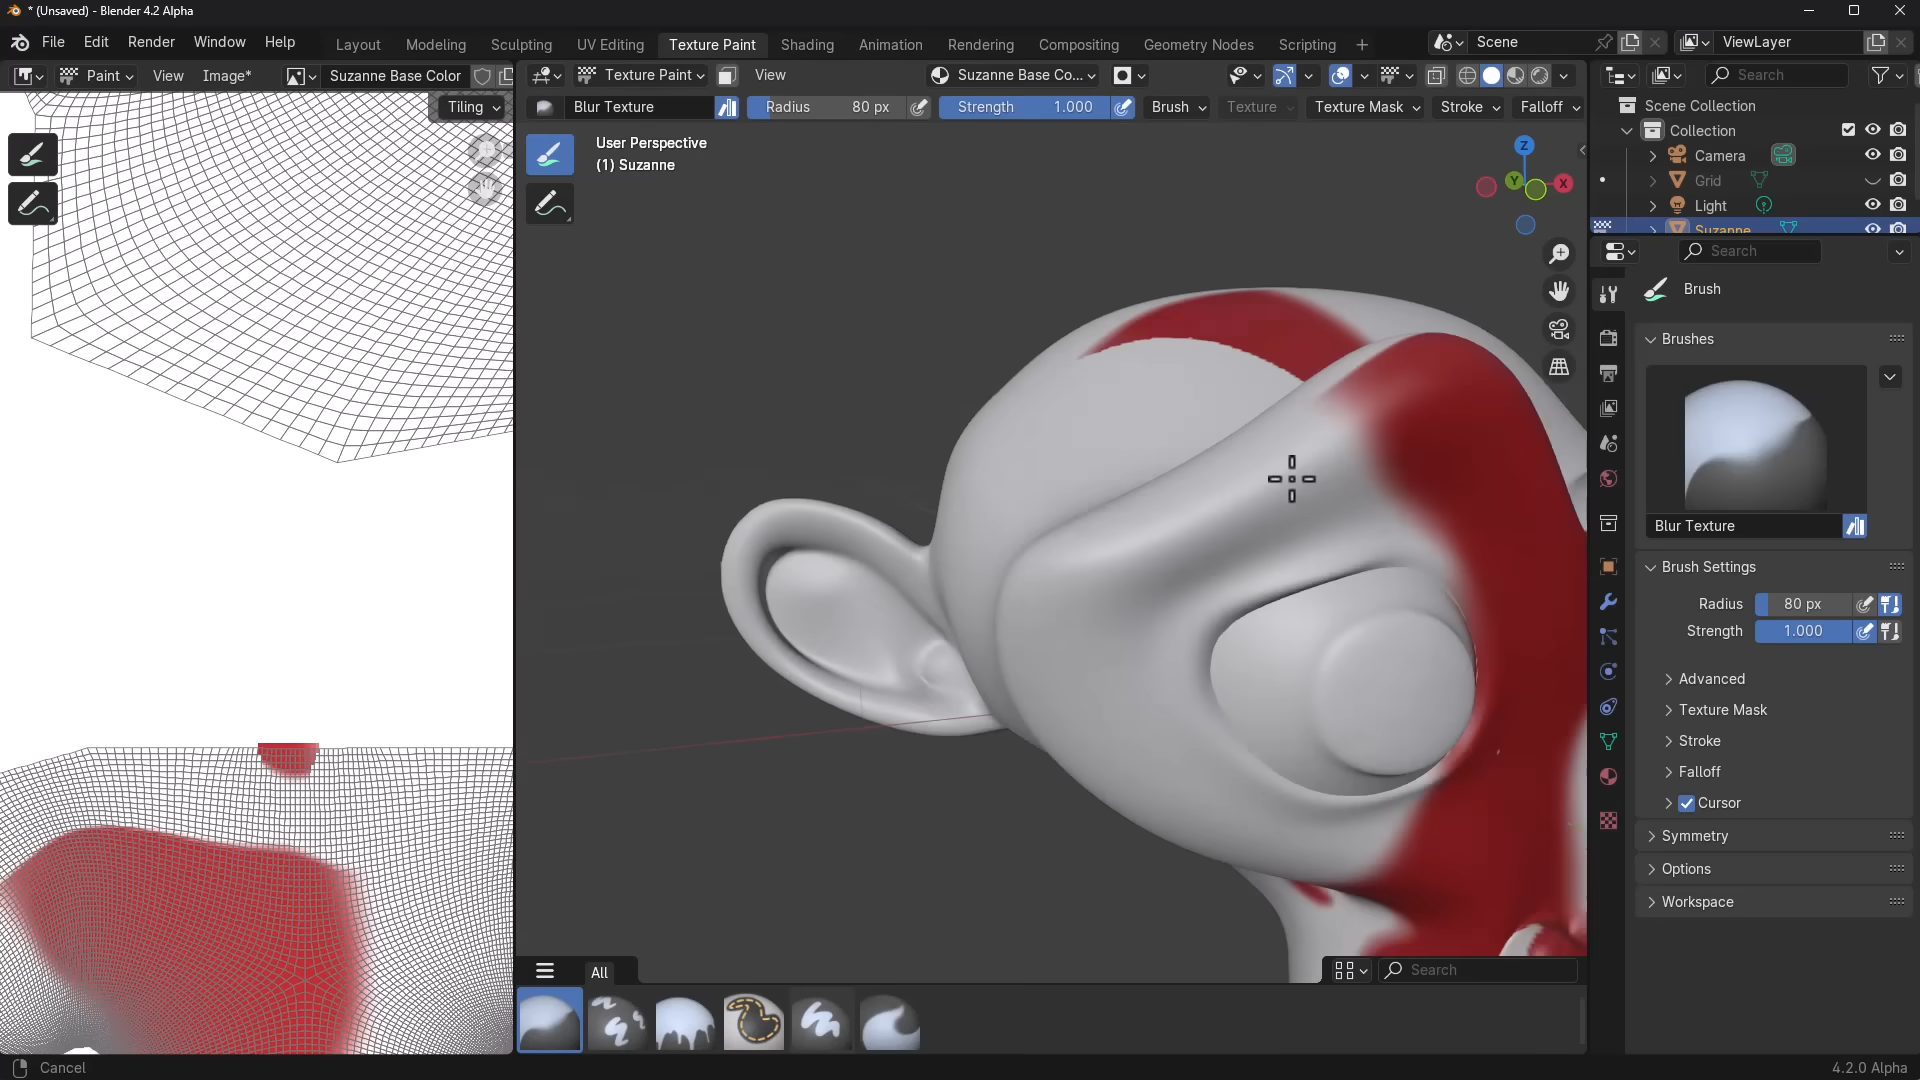 * (Unsaved) - Blender 4.2 Alpha
File Edit Render Window Help
Layout Modeling Sculpting UV Editing Texture Paint Shading Animation Rendering Compositing Geometry Nodes Scripting +
Scene
ViewLayer
Paint View Image* Suzanne Base Color
Texture Paint View Suzanne Base Co...
Search
Tiling
Blur Texture Radius 80 px Strength 1.000 Brush Texture Texture Mask Stroke Falloff
User Perspective
(1) Suzanne
Z
Y
X
Scene Collection
Collection
Camera
Grid
Light
Suzanne
Search
Brush
Brushes
Blur Texture
Brush Settings
Radius 80 px
Strength 1.000
Advanced
Texture Mask
Stroke
Falloff
Cursor
Symmetry
Options
Workspace
All
Search
Cancel
4.2.0 Alpha